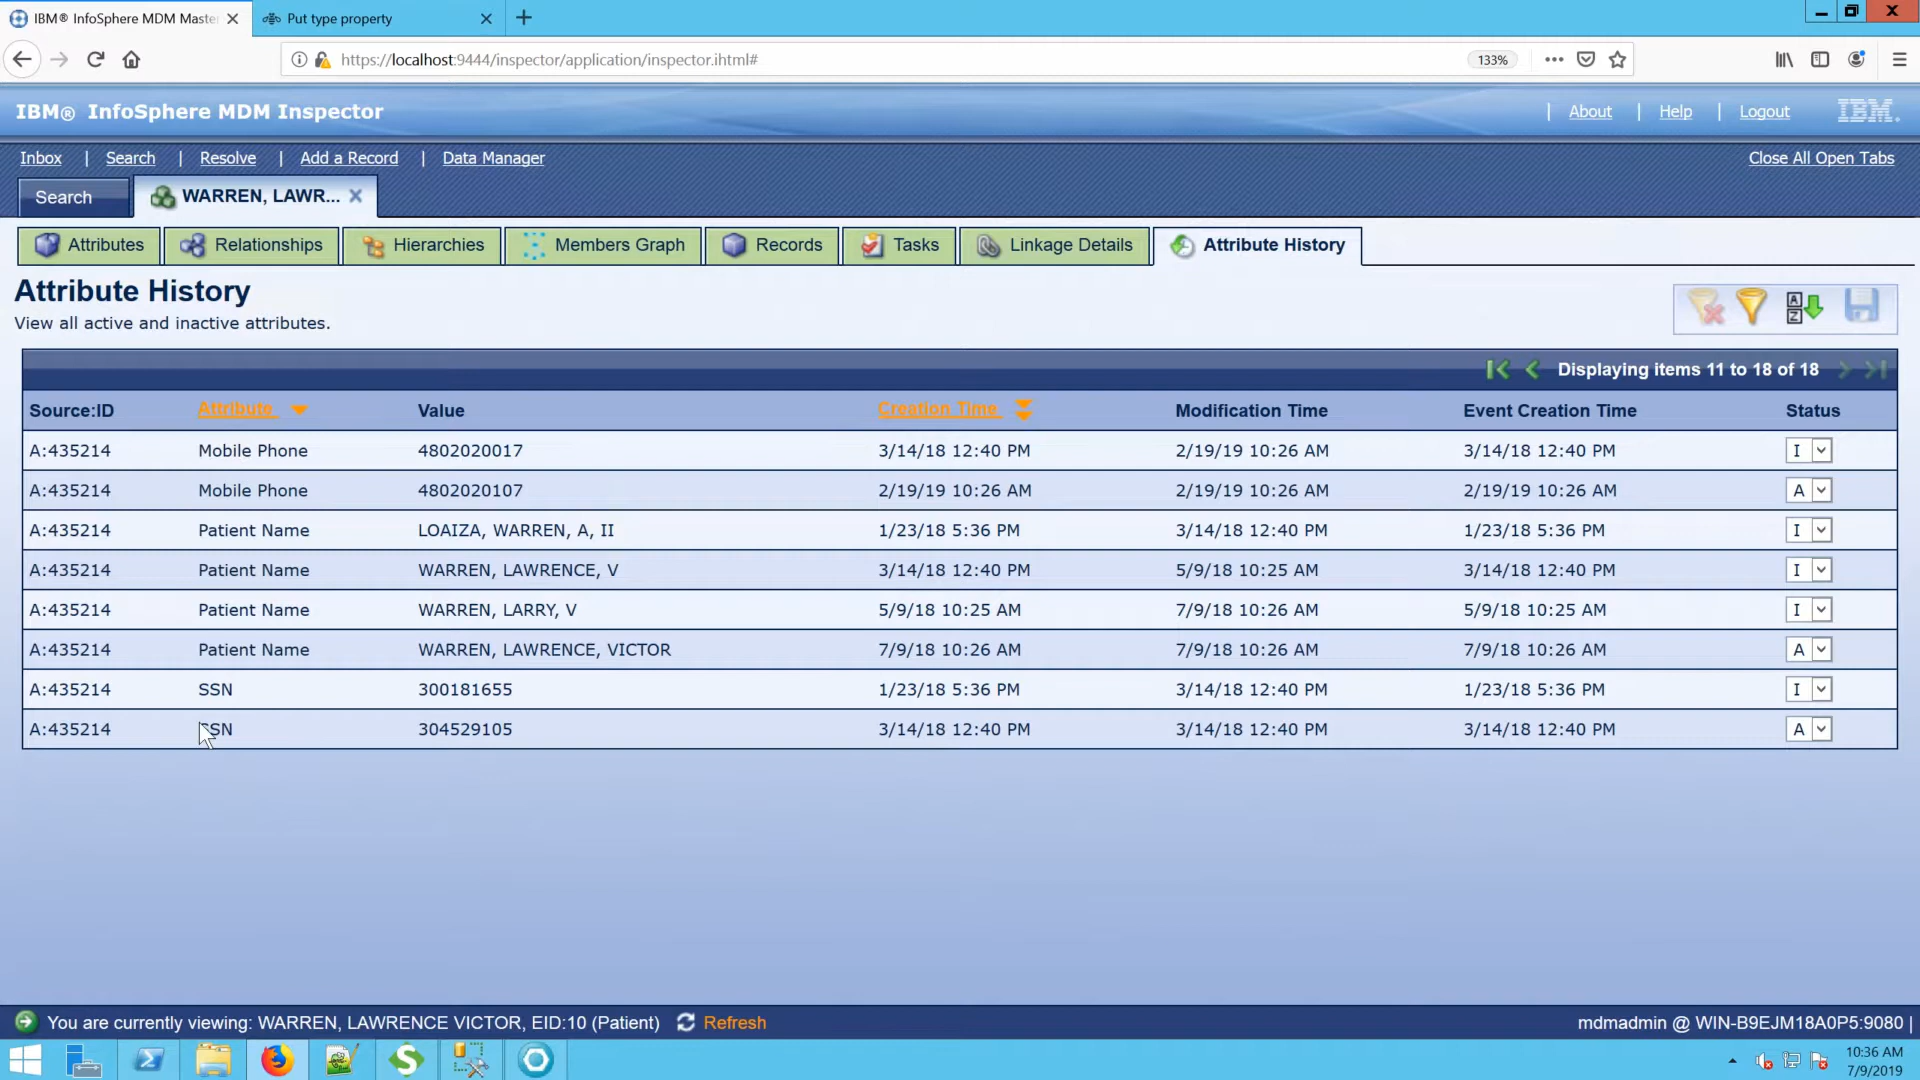 IBM® InfoSphere MDM Maste
Put type property
https://localhost:9444/inspector/application/inspector.ihtml#
133%
IBM® InfoSphere MDM Inspector
| About | Help | Logout IBM.
Inbox | Search | Resolve | Add a Record | Data Manager
Close All Open Tabs
Search
WARREN, LAWR...
Attributes
Relationships
Hierarchies
Members Graph
Records
Tasks
Linkage Details
Attribute History
Attribute History
View all active and inactive attributes.
Displaying items 11 to 18 of 18
Source:ID Attribute Value Creation Time Modification Time Event Creation Time Status
A:435214 Mobile Phone 4802020017 3/14/18 12:40 PM 2/19/19 10:26 AM 3/14/18 12:40 PM I
A:435214 Mobile Phone 4802020107 2/19/19 10:26 AM 2/19/19 10:26 AM 2/19/19 10:26 AM A
A:435214 Patient Name LOAIZA, WARREN, A, II 1/23/18 5:36 PM 3/14/18 12:40 PM 1/23/18 5:36 PM I
A:435214 Patient Name WARREN, LAWRENCE, V 3/14/18 12:40 PM 5/9/18 10:25 AM 3/14/18 12:40 PM I
A:435214 Patient Name WARREN, LARRY, V 5/9/18 10:25 AM 7/9/18 10:26 AM 5/9/18 10:25 AM I
A:435214 Patient Name WARREN, LAWRENCE, VICTOR 7/9/18 10:26 AM 7/9/18 10:26 AM 7/9/18 10:26 AM A
A:435214 SSN 300181655 1/23/18 5:36 PM 3/14/18 12:40 PM 1/23/18 5:36 PM I
A:435214 SSN 304529105 3/14/18 12:40 PM 3/14/18 12:40 PM 3/14/18 12:40 PM A
You are currently viewing: WARREN, LAWRENCE VICTOR, EID:10 (Patient) Refresh
mdmadmin @ WIN-B9EJM18A0P5:9080 |
10:36 AM
7/9/2019